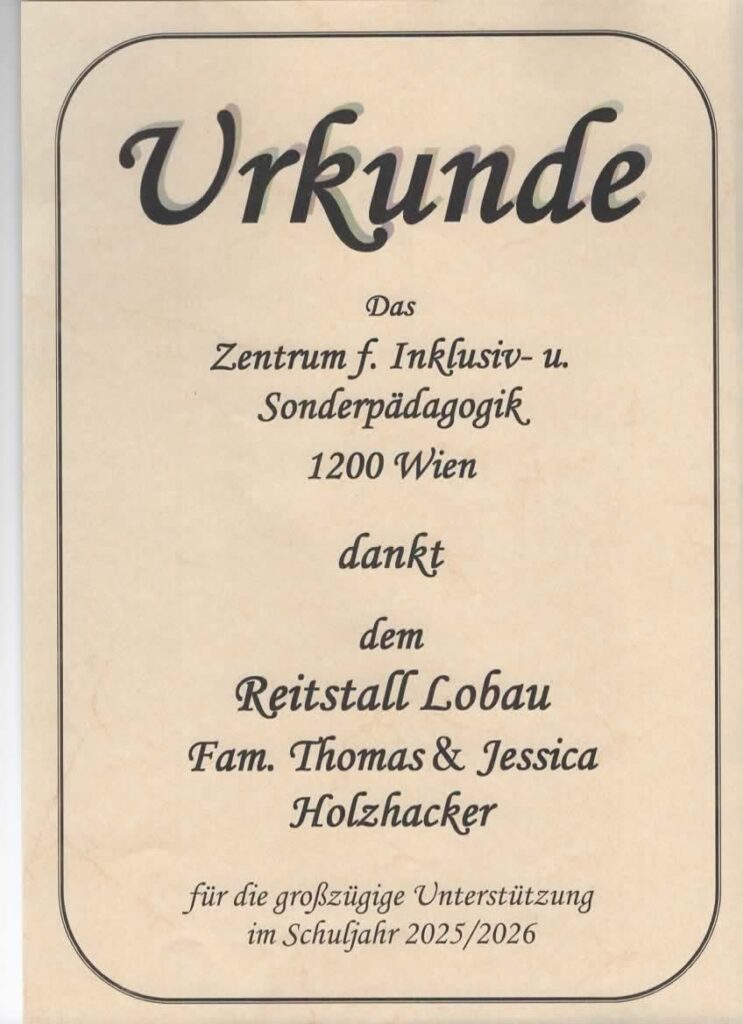 Urkunde
Das
Zentrum f. Inklusiv- u.
Sonderpädagogik
1200 Wien
dankt
dem
Reitstall Lobau
Fam. Thomas & Jessica
Holzhacker
für die großzügige Unterstützung
im Schuljahr 2025/2026